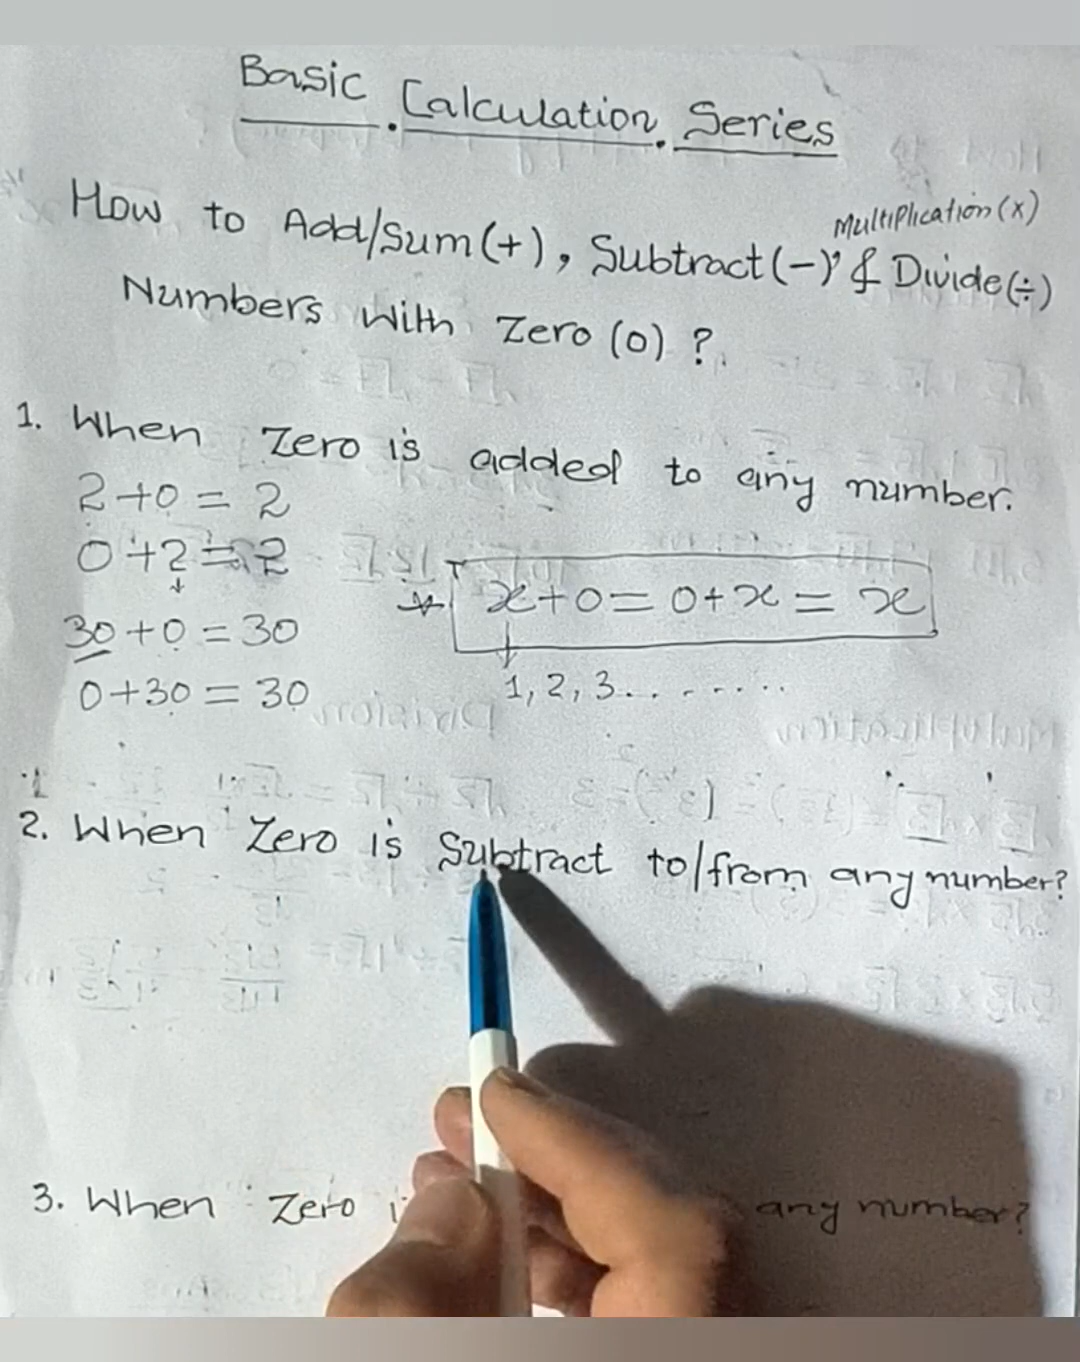 Basic Calculation Series
How to Add/Sum(+), Subtract(-), Multiplication(x) & Divide(÷)
Numbers with Zero (0) ?
1. When Zero is added to any number.
2+0 = 2
0+2=2
30+0=30
0+30=30
x+0=0+x=x
1,2,3.........
2. When Zero is Subtract to/from any number?
3. When Zero any number?